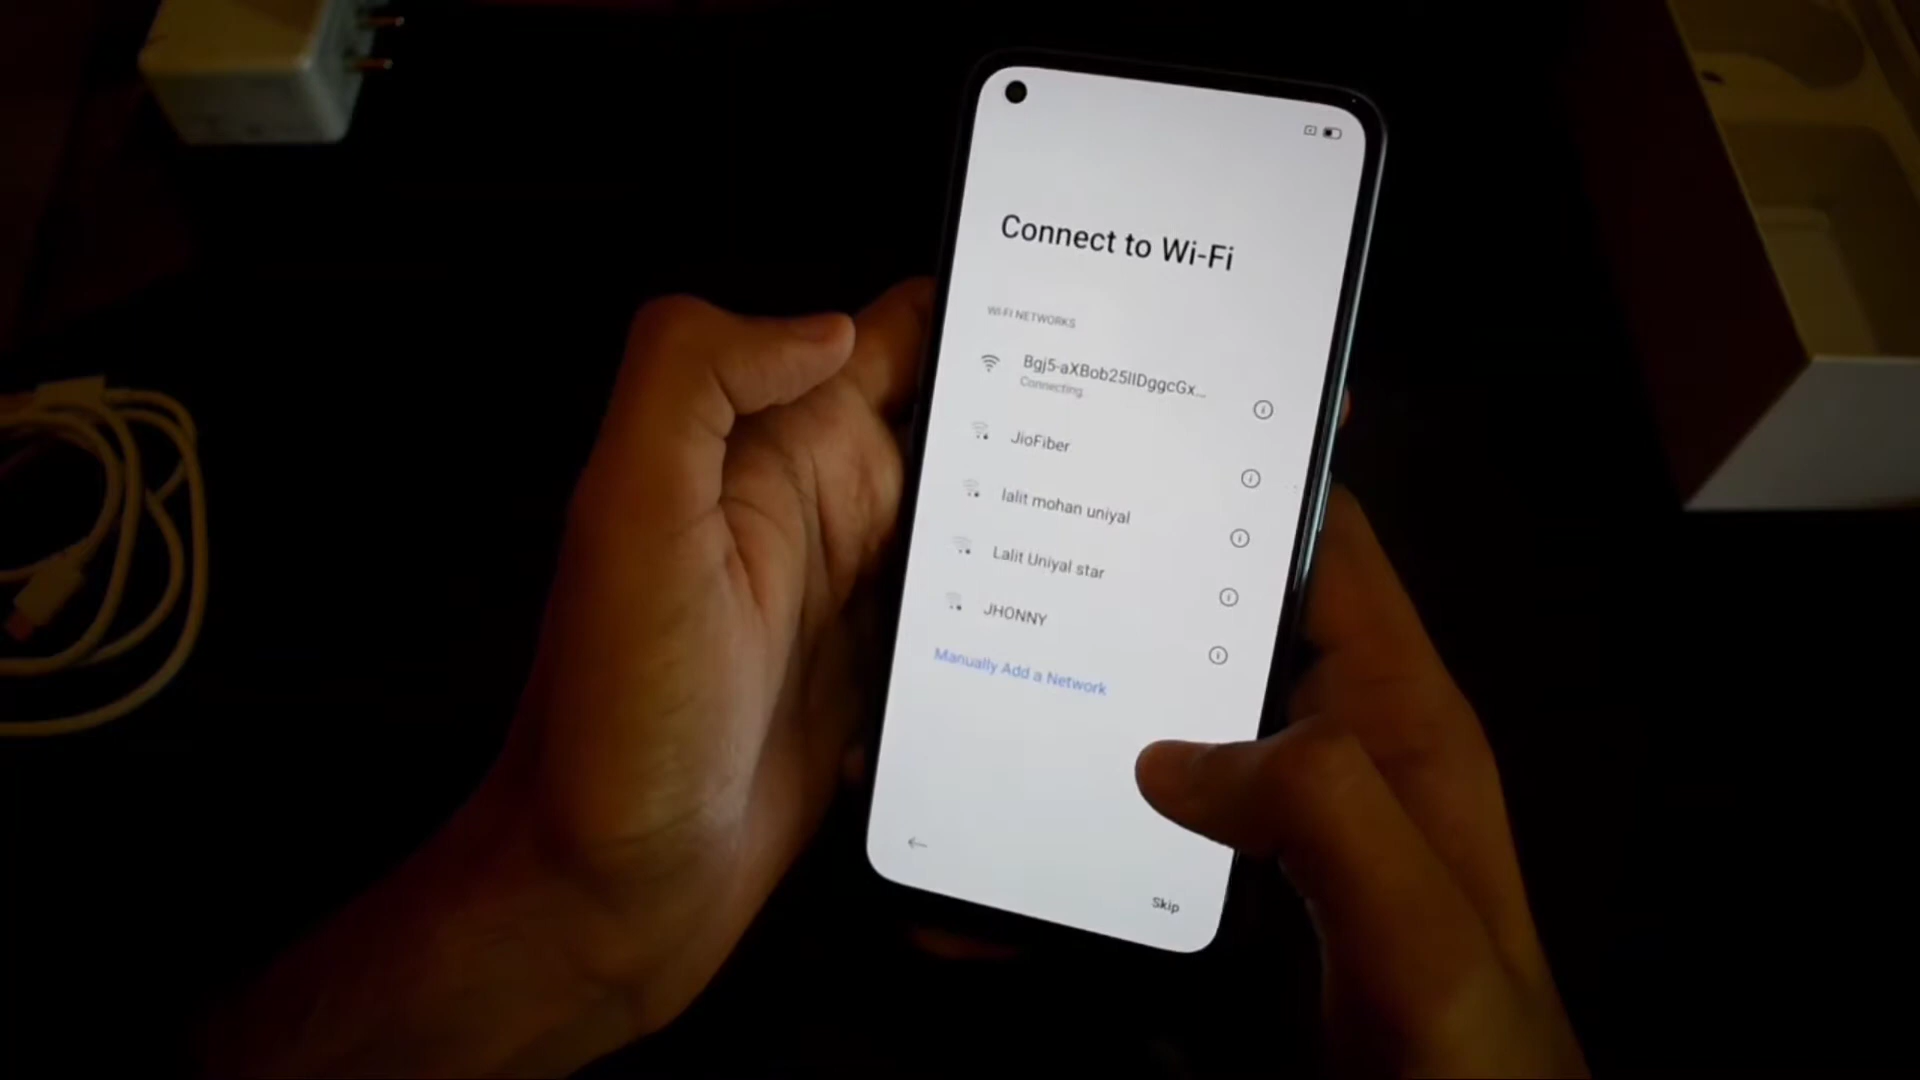 Connect to Wi-Fi
WI-FI NETWORKS
Bgj5-aXBob25lIDggcGx...
Connecting
JioFiber
lalit mohan uniyal
Lalit Uniyal star
JHONNY
Manually Add a Network
Skip